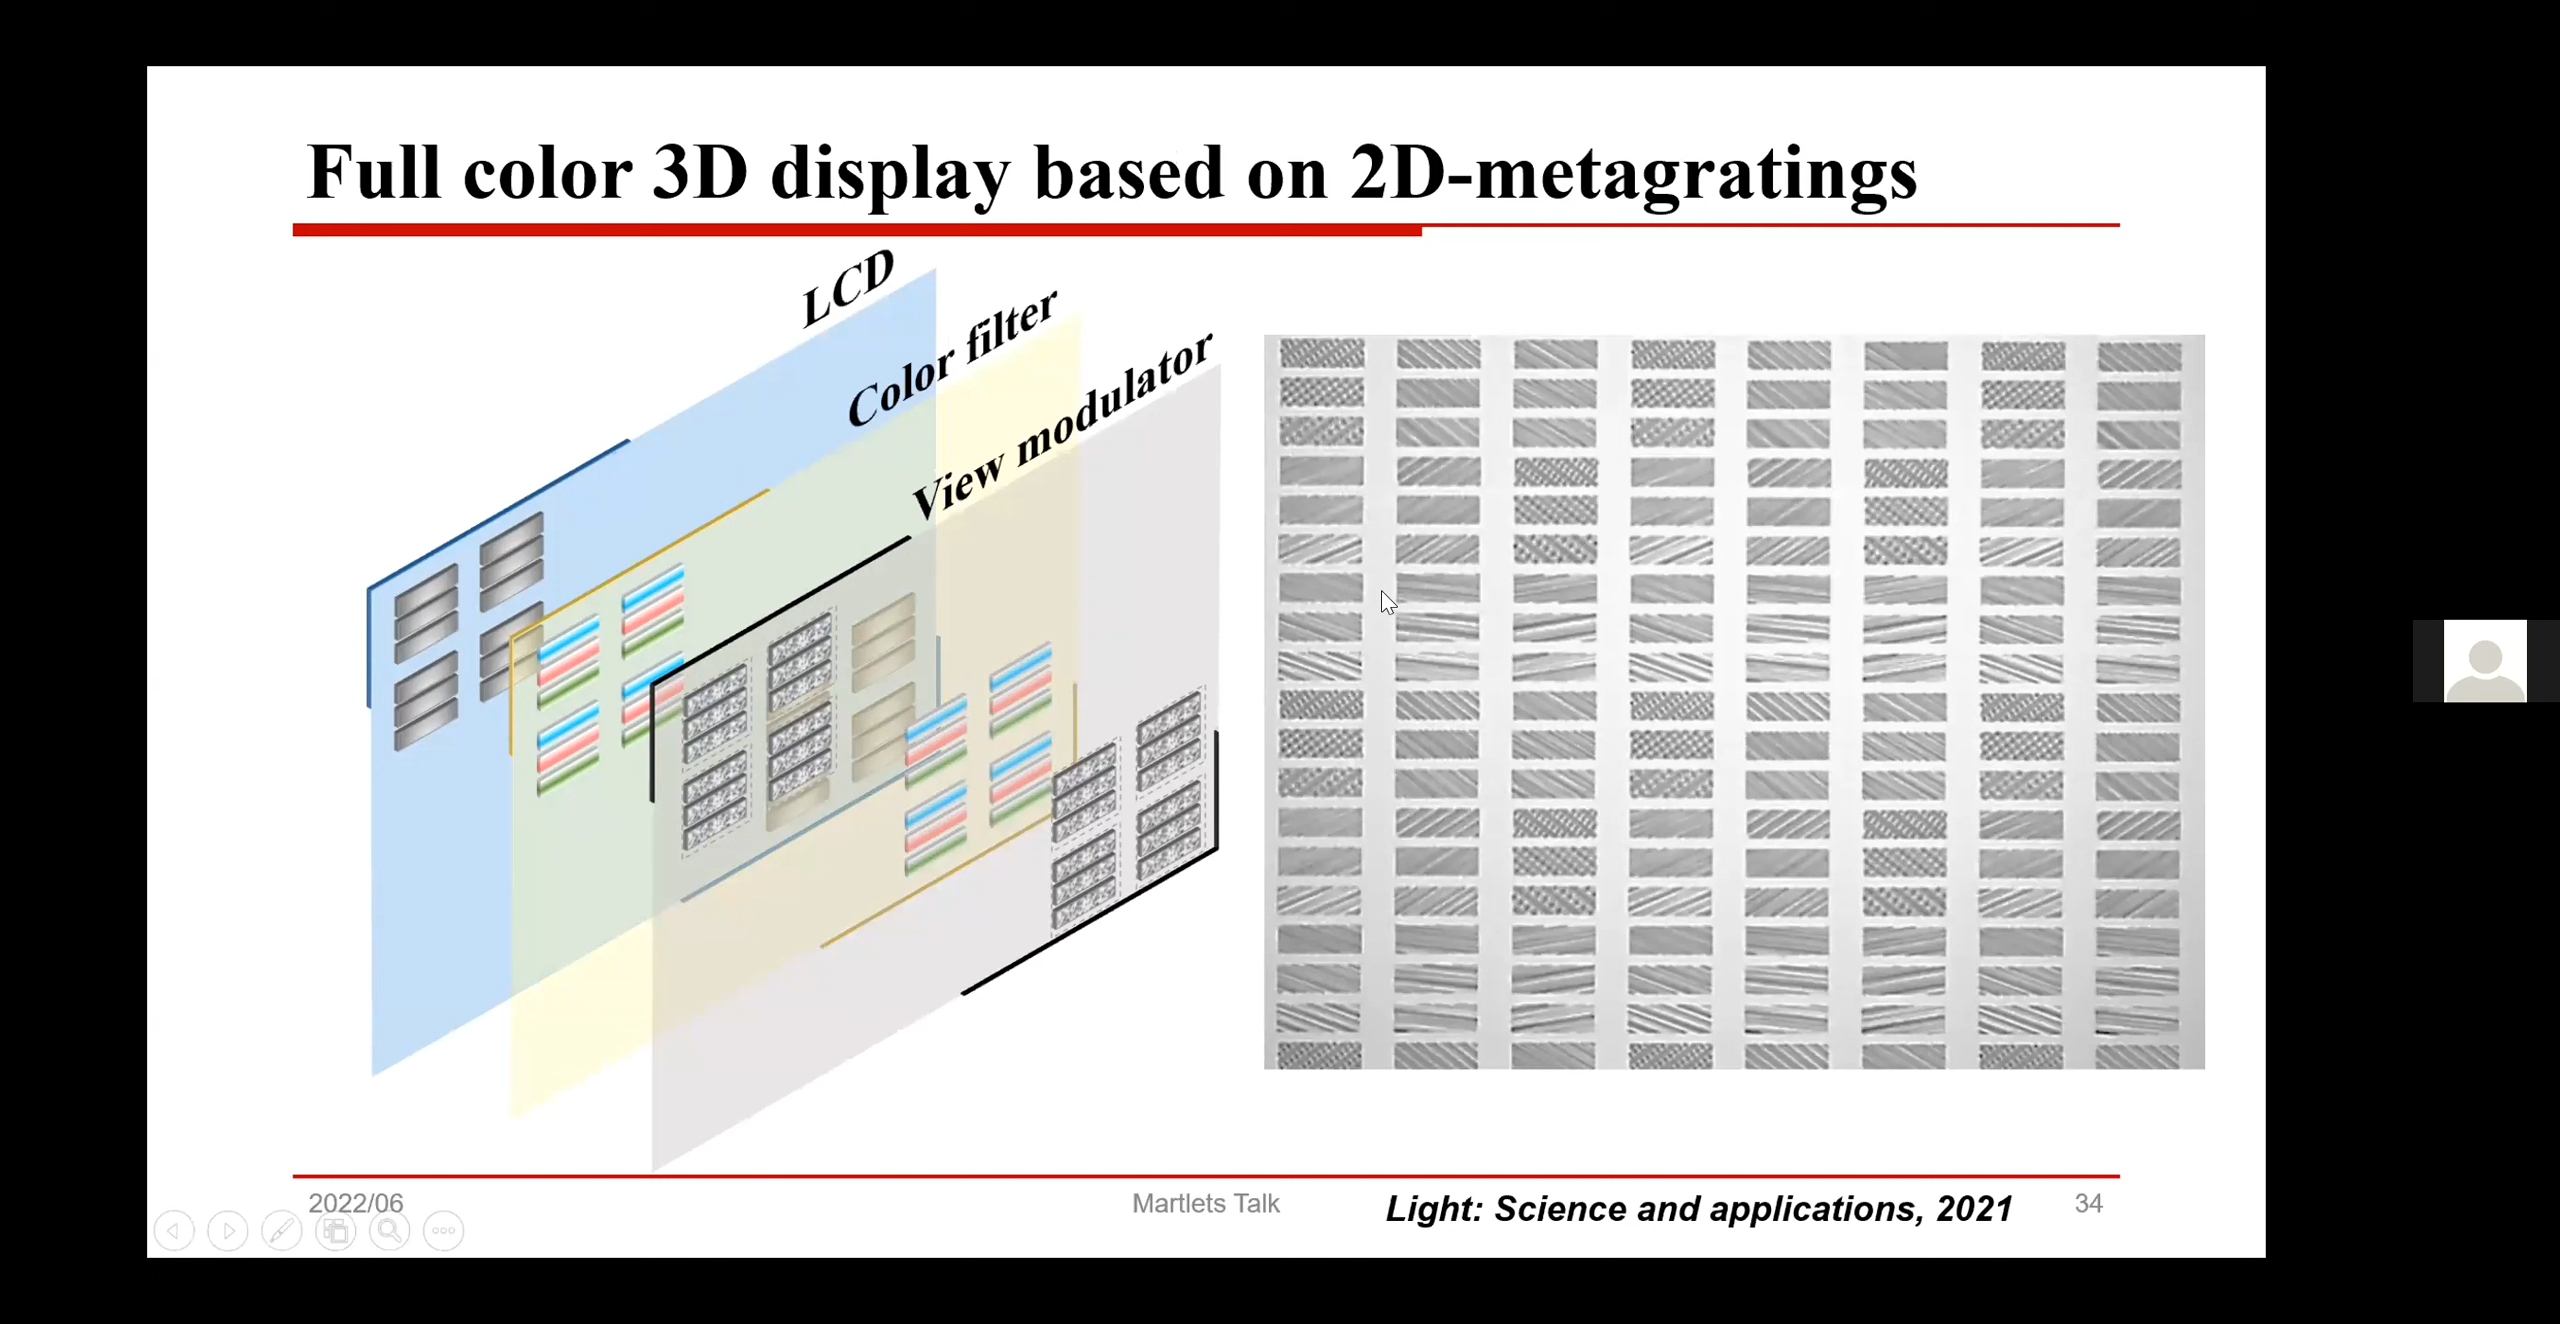 Full color 3D display based on 2D-metagratings
LCD
Color filter
View modulator
2022/06
Martlets Talk
Light: Science and applications, 2021
34